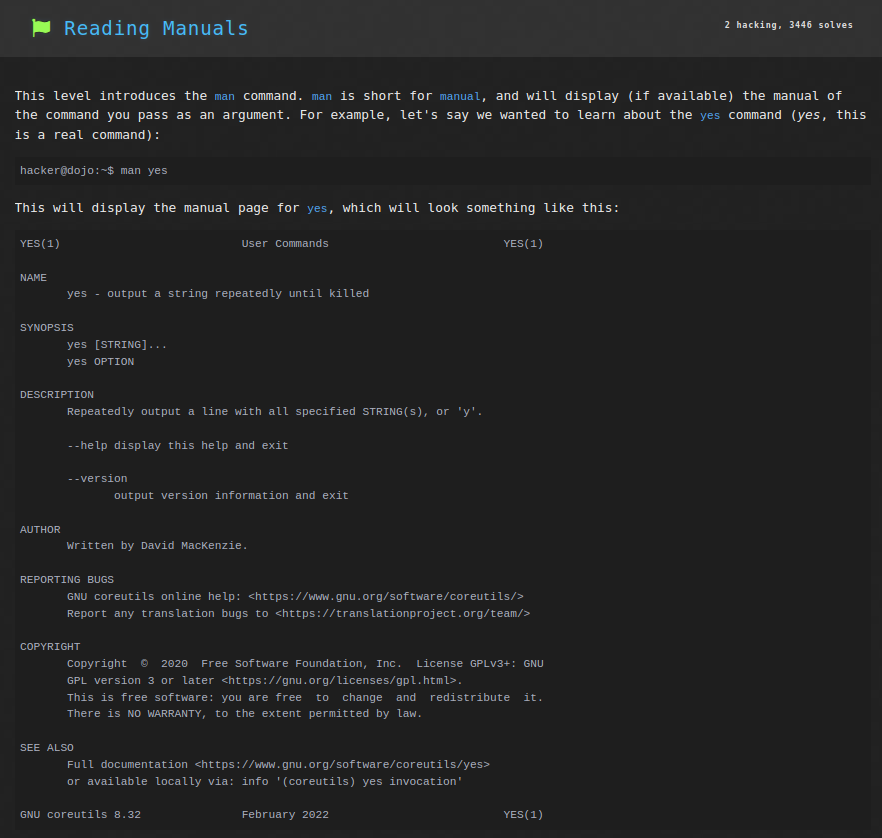 Reading Manuals
2 hacking, 3446 solves
This level introduces the man command. man is short for manual, and will display (if available) the manual of
the command you pass as an argument. For example, let's say we wanted to learn about the yes command (yes, this
is a real command):
hacker@dojo:~$ man yes
This will display the manual page for yes, which will look something like this:
YES(1)                           User Commands                          YES(1)
NAME
       yes - output a string repeatedly until killed
SYNOPSIS
       yes [STRING]...
       yes OPTION
DESCRIPTION
       Repeatedly output a line with all specified STRING(s), or 'y'.
       --help display this help and exit
       --version
              output version information and exit
AUTHOR
       Written by David MacKenzie.
REPORTING BUGS
       GNU coreutils online help: <https://www.gnu.org/software/coreutils/>
       Report any translation bugs to <https://translationproject.org/team/>
COPYRIGHT
       Copyright  ©  2020  Free Software Foundation, Inc.  License GPLv3+: GNU
       GPL version 3 or later <https://gnu.org/licenses/gpl.html>.
       This is free software: you are free  to  change  and  redistribute  it.
       There is NO WARRANTY, to the extent permitted by law.
SEE ALSO
       Full documentation <https://www.gnu.org/software/coreutils/yes>
       or available locally via: info '(coreutils) yes invocation'
GNU coreutils 8.32               February 2022                          YES(1)